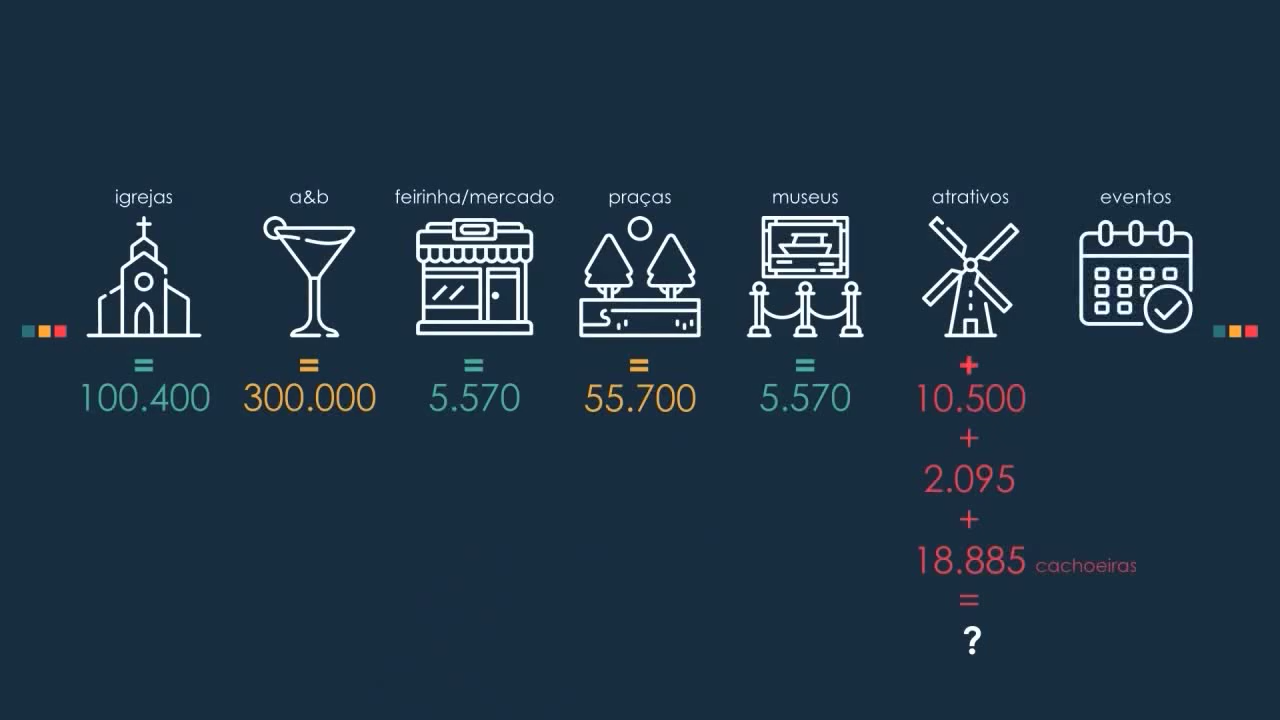 igrejas a&b feirinha/mercado praças museus atrativos eventos
= = = = = +
100.400 300.000 5.570 55.700 5.570 10.500
+
2.095
+
18.885 cachoeiras
=
?